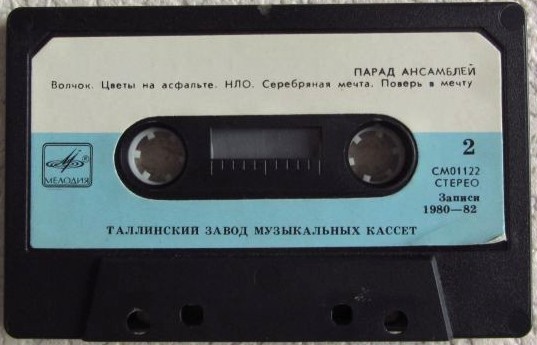 ПАРАД АНСАМБЛЕЙ
Волчок. Цветы на асфальте. НЛО. Серебряная мечта. Поверь в мечту
2
МЕЛОДИЯ
СМ01122
СТЕРЕО
Записи
1980—82
ТАЛЛИНСКИЙ ЗАВОД МУЗЫКАЛЬНЫХ КАССЕТ